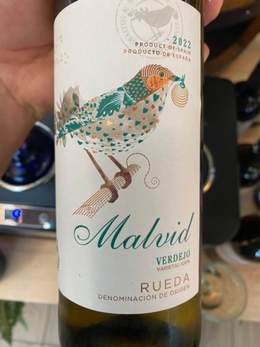 2022
PRODUCT OF SPAIN
PRODUCTO DE ESPAÑA
Malvid
VERDEJO
RUEDA
DENOMINACIÓN DE ORIGEN